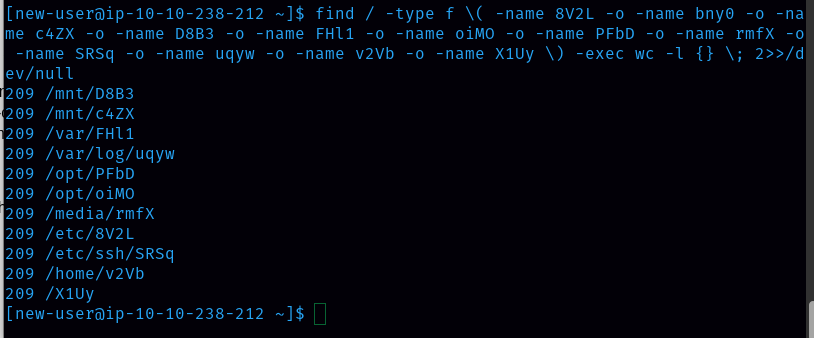 [new-user@ip-10-10-238-212 ~]$ find / -type f \( -name 8V2L -o -name bny0 -o -na
me c4ZX -o -name D8B3 -o -name FHl1 -o -name oiMO -o -name PFbD -o -name rmfX -o
 -name SRSq -o -name uqyw -o -name v2Vb -o -name X1Uy \) -exec wc -l {} \; 2>>/d
ev/null
209 /mnt/D8B3
209 /mnt/c4ZX
209 /var/FHl1
209 /var/log/uqyw
209 /opt/PFbD
209 /opt/oiMO
209 /media/rmfX
209 /etc/8V2L
209 /etc/ssh/SRSq
209 /home/v2Vb
209 /X1Uy
[new-user@ip-10-10-238-212 ~]$